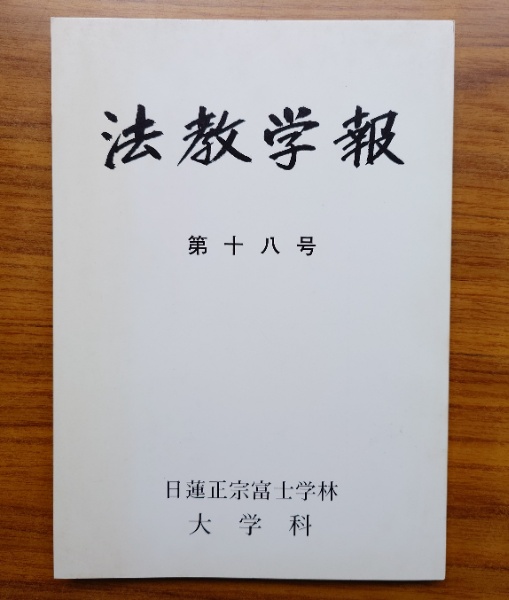 法教学報
第十八号
日蓮正宗富士学林
大学科